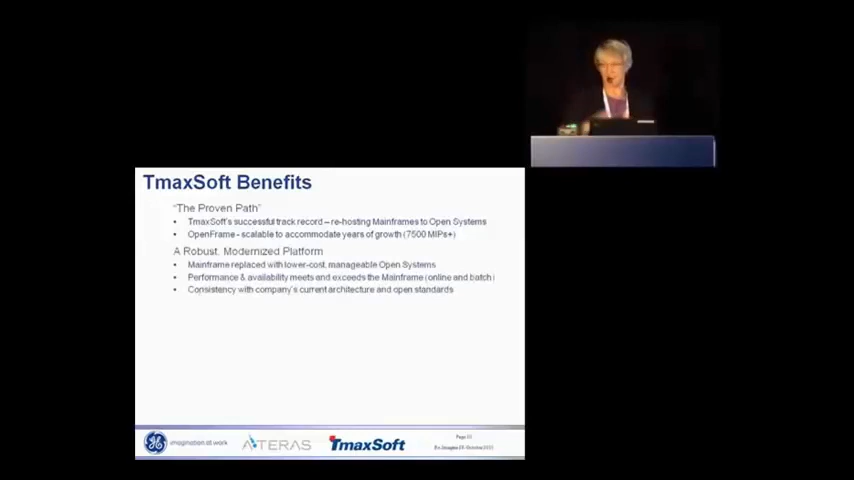 TmaxSoft Benefits
"The Proven Path"
• TmaxSoft's successful track record – re-hosting Mainframes to Open Systems
• OpenFrame - scalable to accommodate years of growth (7500 MIPs+)
A Robust, Modernized Platform
• Mainframe replaced with lower-cost, manageable Open Systems
• Performance & availability meets and exceeds the Mainframe (online and batch)
• Consistency with company's current architecture and open standards
imagination at work
ATERAS
TmaxSoft
Page